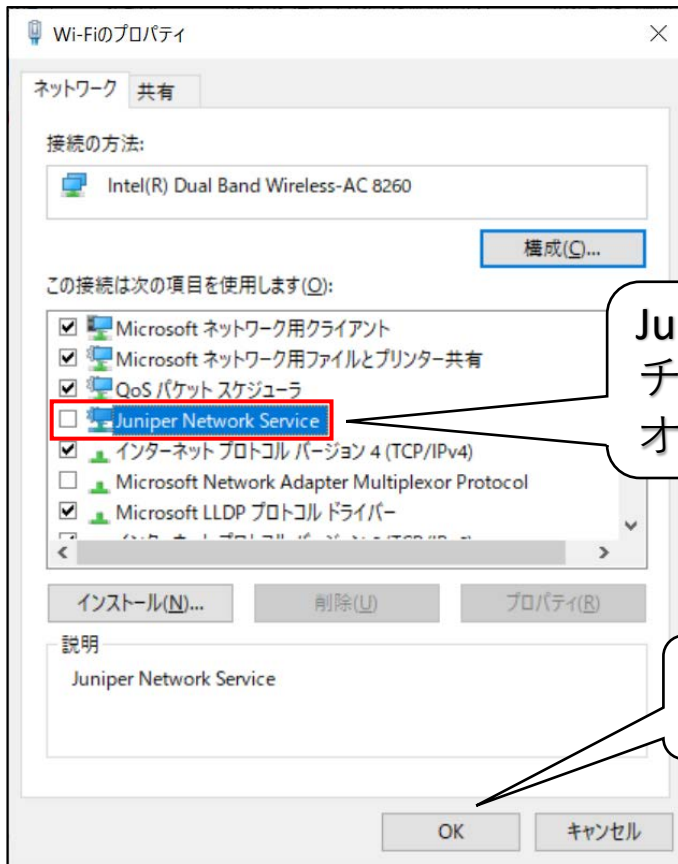 Wi-Fiのプロパティ
ネットワーク 共有
接続の方法:
Intel(R) Dual Band Wireless-AC 8260
構成(C)...
この接続は次の項目を使用します(O):
Microsoft ネットワーク用クライアント
Microsoft ネットワーク用ファイルとプリンター共有
QoS パケット スケジューラ
Juniper Network Service
インターネット プロトコル バージョン 4 (TCP/IPv4)
Microsoft Network Adapter Multiplexor Protocol
Microsoft LLDP プロトコル ドライバー
Ju
チ
オ
インストール(N)... 削除(U) プロパティ(R)
説明
Juniper Network Service
OK キャンセル